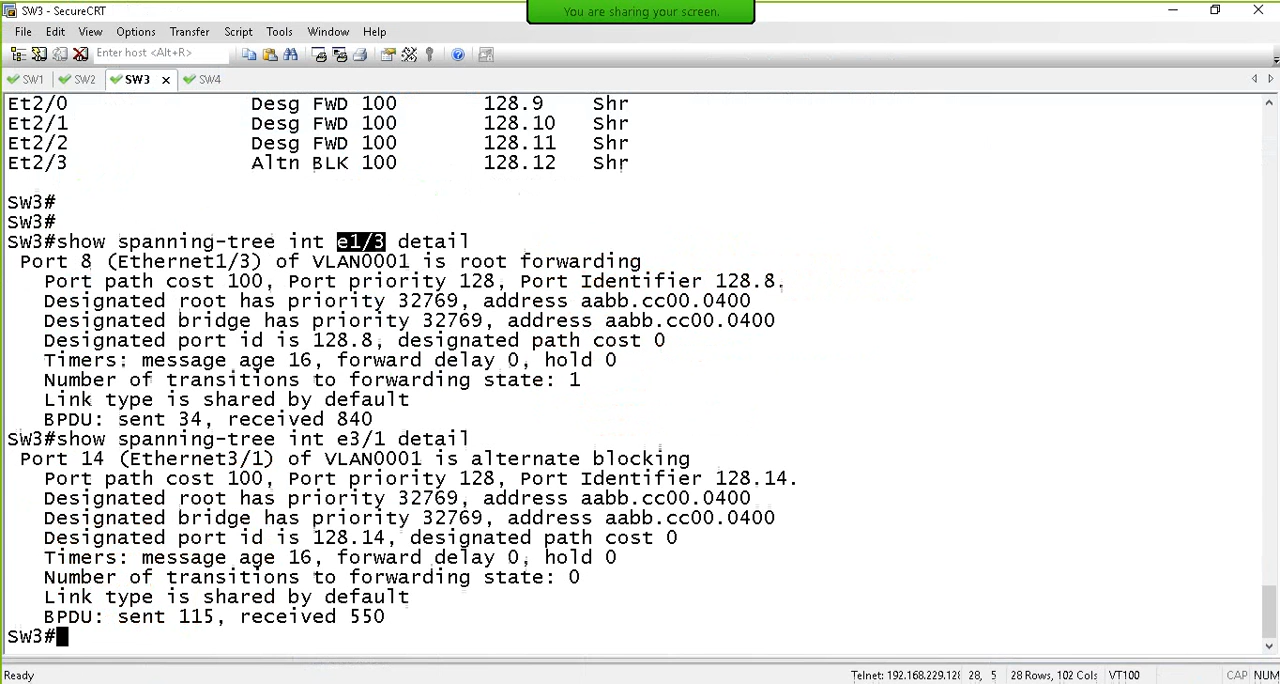 SW3 - SecureCRT
You are sharing your screen.
File Edit View Options Transfer Script Tools Window Help
Enter host <Alt+R>
SW1 SW2 SW3 SW4
Et2/0 Desg FWD 100 128.9 Shr
Et2/1 Desg FWD 100 128.10 Shr
Et2/2 Desg FWD 100 128.11 Shr
Et2/3 Altn BLK 100 128.12 Shr
SW3#
SW3#
SW3#show spanning-tree int e1/3 detail
Port 8 (Ethernet1/3) of VLAN0001 is root forwarding
Port path cost 100, Port priority 128, Port Identifier 128.8.
Designated root has priority 32769, address aabb.cc00.0400
Designated bridge has priority 32769, address aabb.cc00.0400
Designated port id is 128.8, designated path cost 0
Timers: message age 16, forward delay 0, hold 0
Number of transitions to forwarding state: 1
Link type is shared by default
BPDU: sent 34, received 840
SW3#show spanning-tree int e3/1 detail
Port 14 (Ethernet3/1) of VLAN0001 is alternate blocking
Port path cost 100, Port priority 128, Port Identifier 128.14.
Designated root has priority 32769, address aabb.cc00.0400
Designated bridge has priority 32769, address aabb.cc00.0400
Designated port id is 128.14, designated path cost 0
Timers: message age 16, forward delay 0, hold 0
Number of transitions to forwarding state: 0
Link type is shared by default
BPDU: sent 115, received 550
SW3#
Ready Telnet: 192.168.229.12 28, 5 28 Rows, 102 Cols VT100 CAP NUM